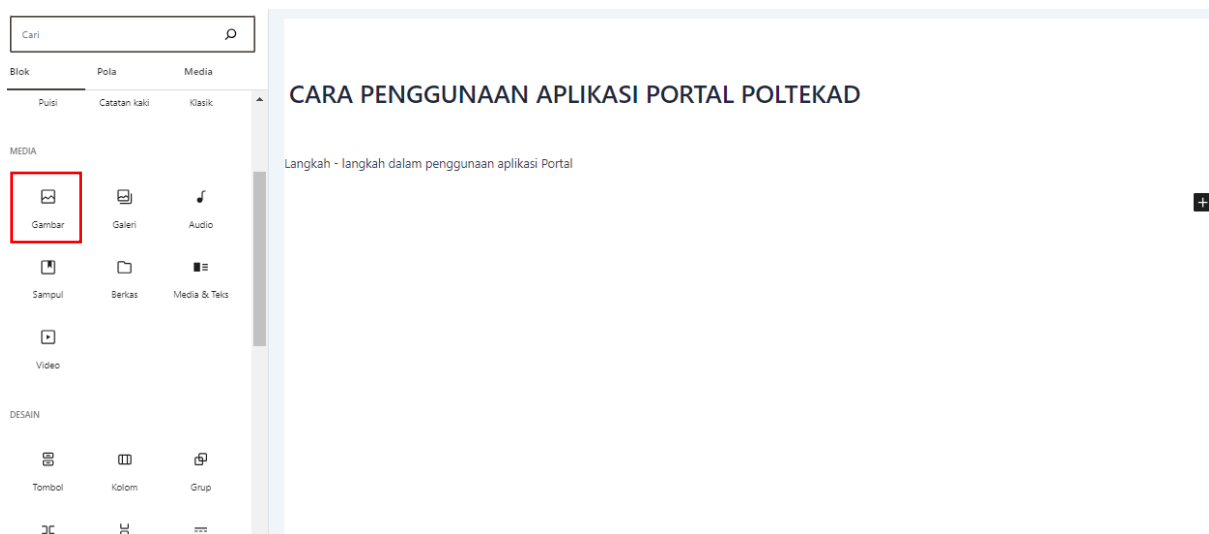 Cari
Blok Pola Media
Puisi Catatan kaki Klasik
MEDIA
Gambar Galeri Audio
Sampul Berkas Media & Teks
Video
DESAIN
Tombol Kolom Grup
CARA PENGGUNAAN APLIKASI PORTAL POLTEKAD
Langkah - langkah dalam penggunaan aplikasi Portal